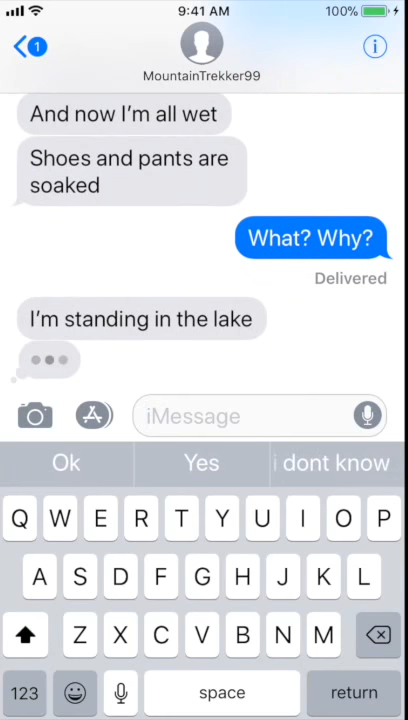 9:41 AM
100%
1
MountainTrekker99
And now I'm all wet
Shoes and pants are
soaked
What? Why?
Delivered
I'm standing in the lake
iMessage
Ok Yes i dont know
Q W E R T Y U I O P
A S D F G H J K L
Z X C V B N M
123 space return